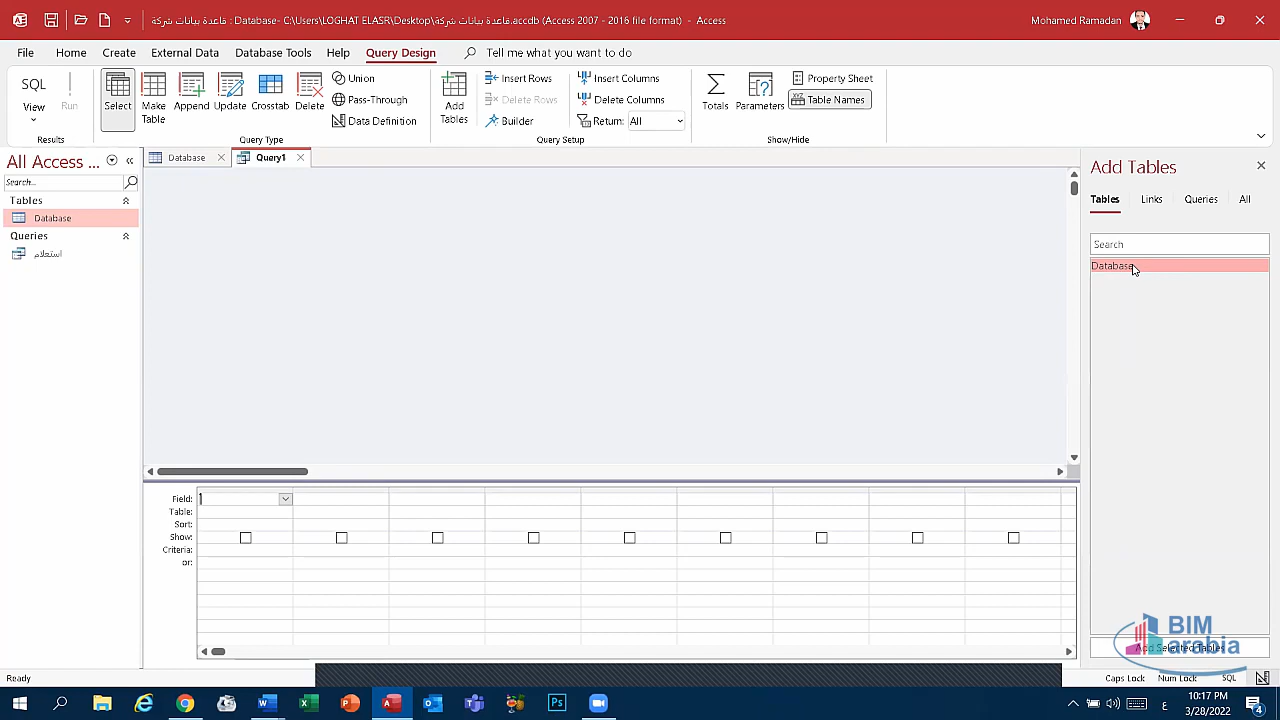 قاعدة بيانات شركة : Database- C:\Users\LOGHAT ELASR\Desktop\قاعدة بيانات شركة.accdb (Access 2007 - 2016 file format) - Access
Mohamed Ramadan
File Home Create External Data Database Tools Help Query Design Tell me what you want to do
SQL View
Run
Select
Make Table
Append
Update
Crosstab
Delete
Union
Pass-Through
Data Definition
Add Tables
Insert Rows
Delete Rows
Builder
Insert Columns
Delete Columns
Return: All
Totals
Parameters
Property Sheet
Table Names
Results
Query Type
Query Setup
Show/Hide
All Access ...
Search...
Tables
Database
Queries
استعلام
Database
Query1
Field:
Table:
Sort:
Show:
Criteria:
or:
Add Tables
Tables Links Queries All
Search
Database
Add Selected Tables
BIM
arabia
Ready
Caps Lock Num Lock SQL
10:17 PM
3/28/2022